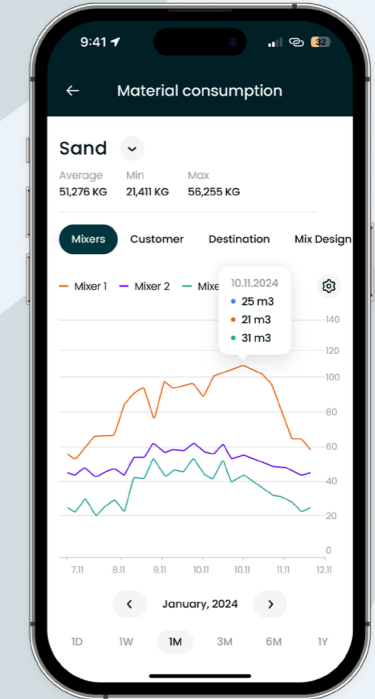 9:41
32
Material consumption
Sand
Average Min Max
51,276 KG 21,411 KG 56,255 KG
Mixers Customer Destination Mix Design
Mixer 1 Mixer 2 Mixe
10.11.2024
25 m3
21 m3
31 m3
140
120
100
80
60
40
20
0
7.11 8.11 9.11 10.11 10.11 11.11 12.11
January, 2024
1D 1W 1M 3M 6M 1Y